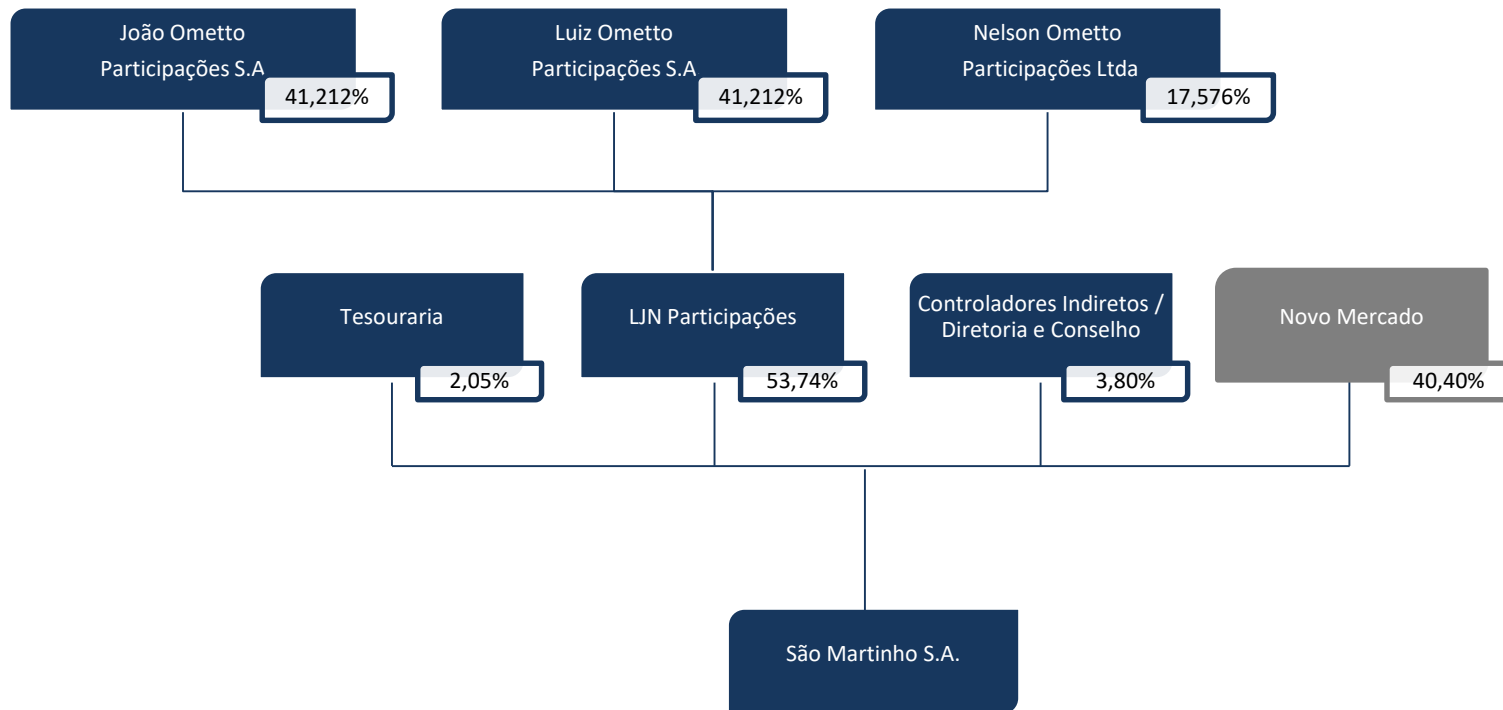 João Ometto
Participações S.A
41,212%
Luiz Ometto
Participações S.A
41,212%
Nelson Ometto
Participações Ltda
17,576%
Tesouraria
2,05%
LJN Participações
53,74%
Controladores Indiretos /
Diretoria e Conselho
3,80%
Novo Mercado
40,40%
São Martinho S.A.